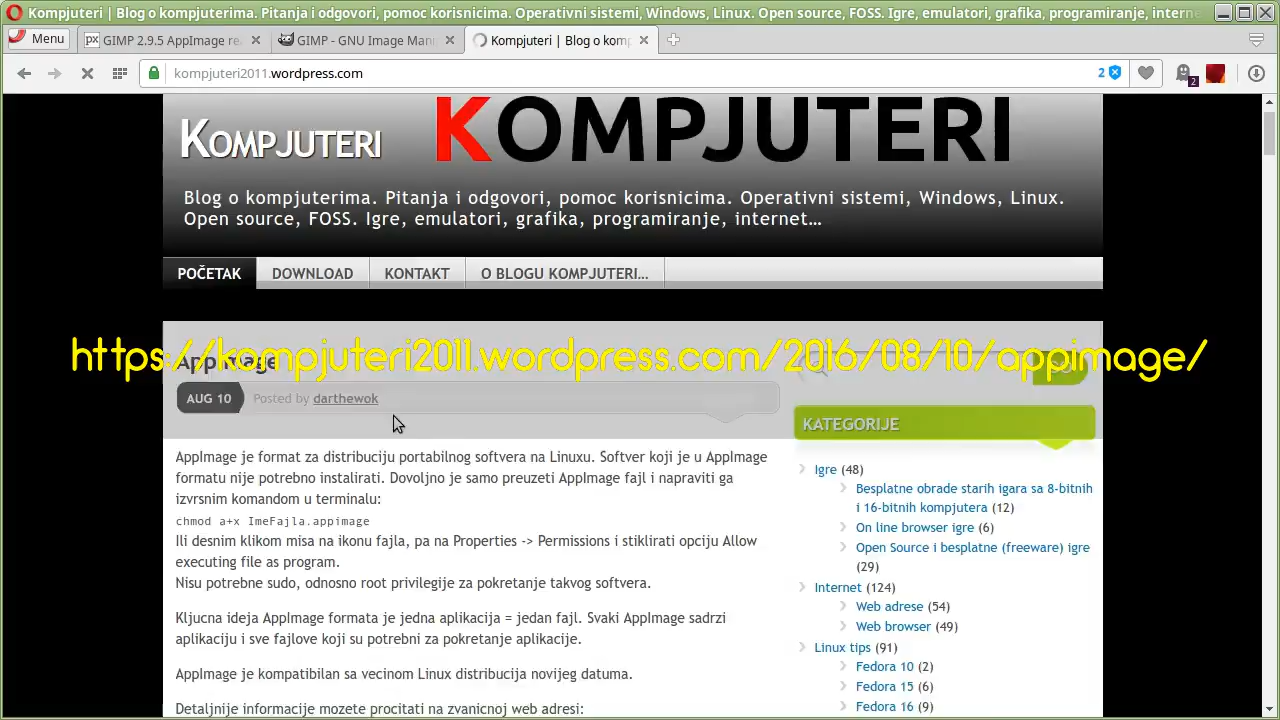 Kompjuteri | Blog o kompjuterima. Pitanja i odgovori, pomoc korisnicima. Operativni sistemi, Windows, Linux. Open source, FOSS. Igre, emulatori, grafika, programiranje, interne
Menu
GIMP 2.9.5 AppImage re
GIMP - GNU Image Mani
Kompjuteri | Blog o komp
kompjuteri2011.wordpress.com
2
2
Kompjuteri
KOMPJUTERI
Blog o kompjuterima. Pitanja i odgovori, pomoc korisnicima. Operativni sistemi, Windows, Linux.
Open source, FOSS. Igre, emulatori, grafika, programiranje, internet…
POČETAK
DOWNLOAD
KONTAKT
O BLOGU KOMPJUTERI…
AppImage
https://kompjuteri2011.wordpress.com/2016/08/10/appimage/
AUG 10
Posted by darthewok
AppImage je format za distribuciju portabilnog softvera na Linuxu. Softver koji je u AppImage
formatu nije potrebno instalirati. Dovoljno je samo preuzeti AppImage fajl i napraviti ga
izvrsnim komandom u terminalu:
chmod a+x ImeFajla.appimage
Ili desnim klikom misa na ikonu fajla, pa na Properties -> Permissions i stiklirati opciju Allow
executing file as program.
Nisu potrebne sudo, odnosno root privilegije za pokretanje takvog softvera.
Kljucna ideja AppImage formata je jedna aplikacija = jedan fajl. Svaki AppImage sadrzi
aplikaciju i sve fajlove koji su potrebni za pokretanje aplikacije.
AppImage je kompatibilan sa vecinom Linux distribucija novijeg datuma.
Detaljnije informacije mozete procitati na zvanicnoj web adresi:
KATEGORIJE
Igre (48)
Besplatne obrade starih igara sa 8-bitnih
i 16-bitnih kompjutera (12)
On line browser igre (6)
Open Source i besplatne (freeware) igre
(29)
Internet (124)
Web adrese (54)
Web browser (49)
Linux tips (91)
Fedora 10 (2)
Fedora 15 (6)
Fedora 16 (9)